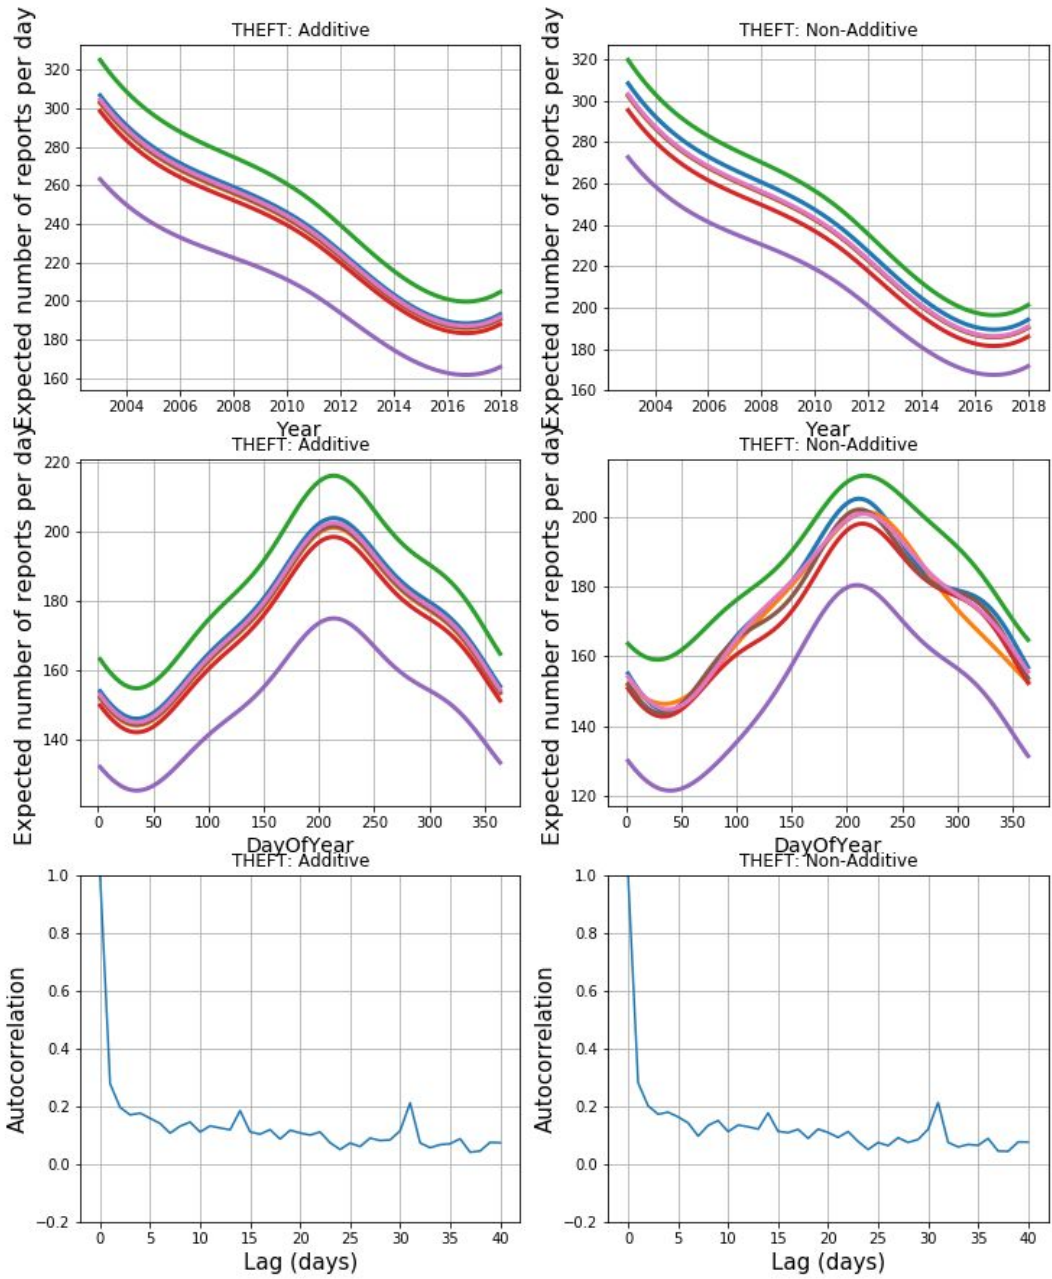 THEFT: Additive
Expected number of reports per day
320
300
280
260
240
220
200
180
160
2004 2006 2008 2010 2012 2014 2016 2018
Year
THEFT: Non-Additive
Expected number of reports per day
320
300
280
260
240
220
200
180
160
2004 2006 2008 2010 2012 2014 2016 2018
Year
THEFT: Additive
Expected number of reports per day
220
200
180
160
140
0 50 100 150 200 250 300 350
DayOfYear
THEFT: Non-Additive
Expected number of reports per day
200
180
160
140
120
0 50 100 150 200 250 300 350
DayOfYear
THEFT: Additive
Autocorrelation
1.0
0.8
0.6
0.4
0.2
0.0
−0.2
0 5 10 15 20 25 30 35 40
Lag (days)
THEFT: Non-Additive
Autocorrelation
1.0
0.8
0.6
0.4
0.2
0.0
−0.2
0 5 10 15 20 25 30 35 40
Lag (days)